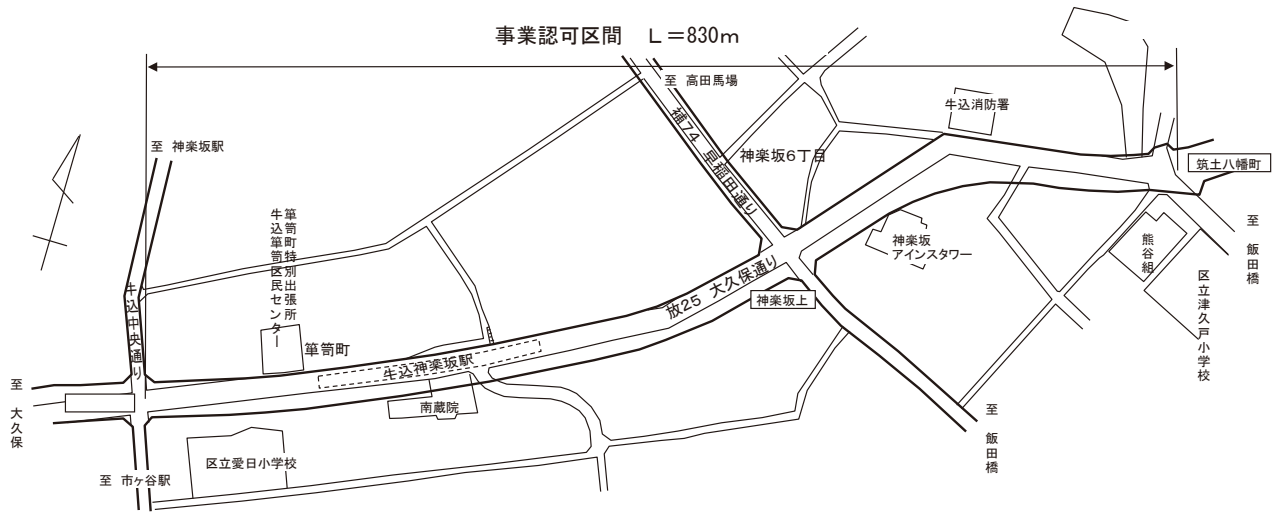 事業認可区間　L＝830m
至 高田馬場
牛込消防署
補74 早稲田通り
神楽坂6丁目
至 神楽坂駅
筑土八幡町
箪笥町特別出張所
牛込箪笥区民センター
至 飯田橋
熊谷組
神楽坂
アインスタワー
区立津久戸小学校
放25 大久保通り
神楽坂上
牛込中央通り
箪笥町
牛込神楽坂駅
至 大久保
南蔵院
至 飯田橋
区立愛日小学校
至 市ヶ谷駅